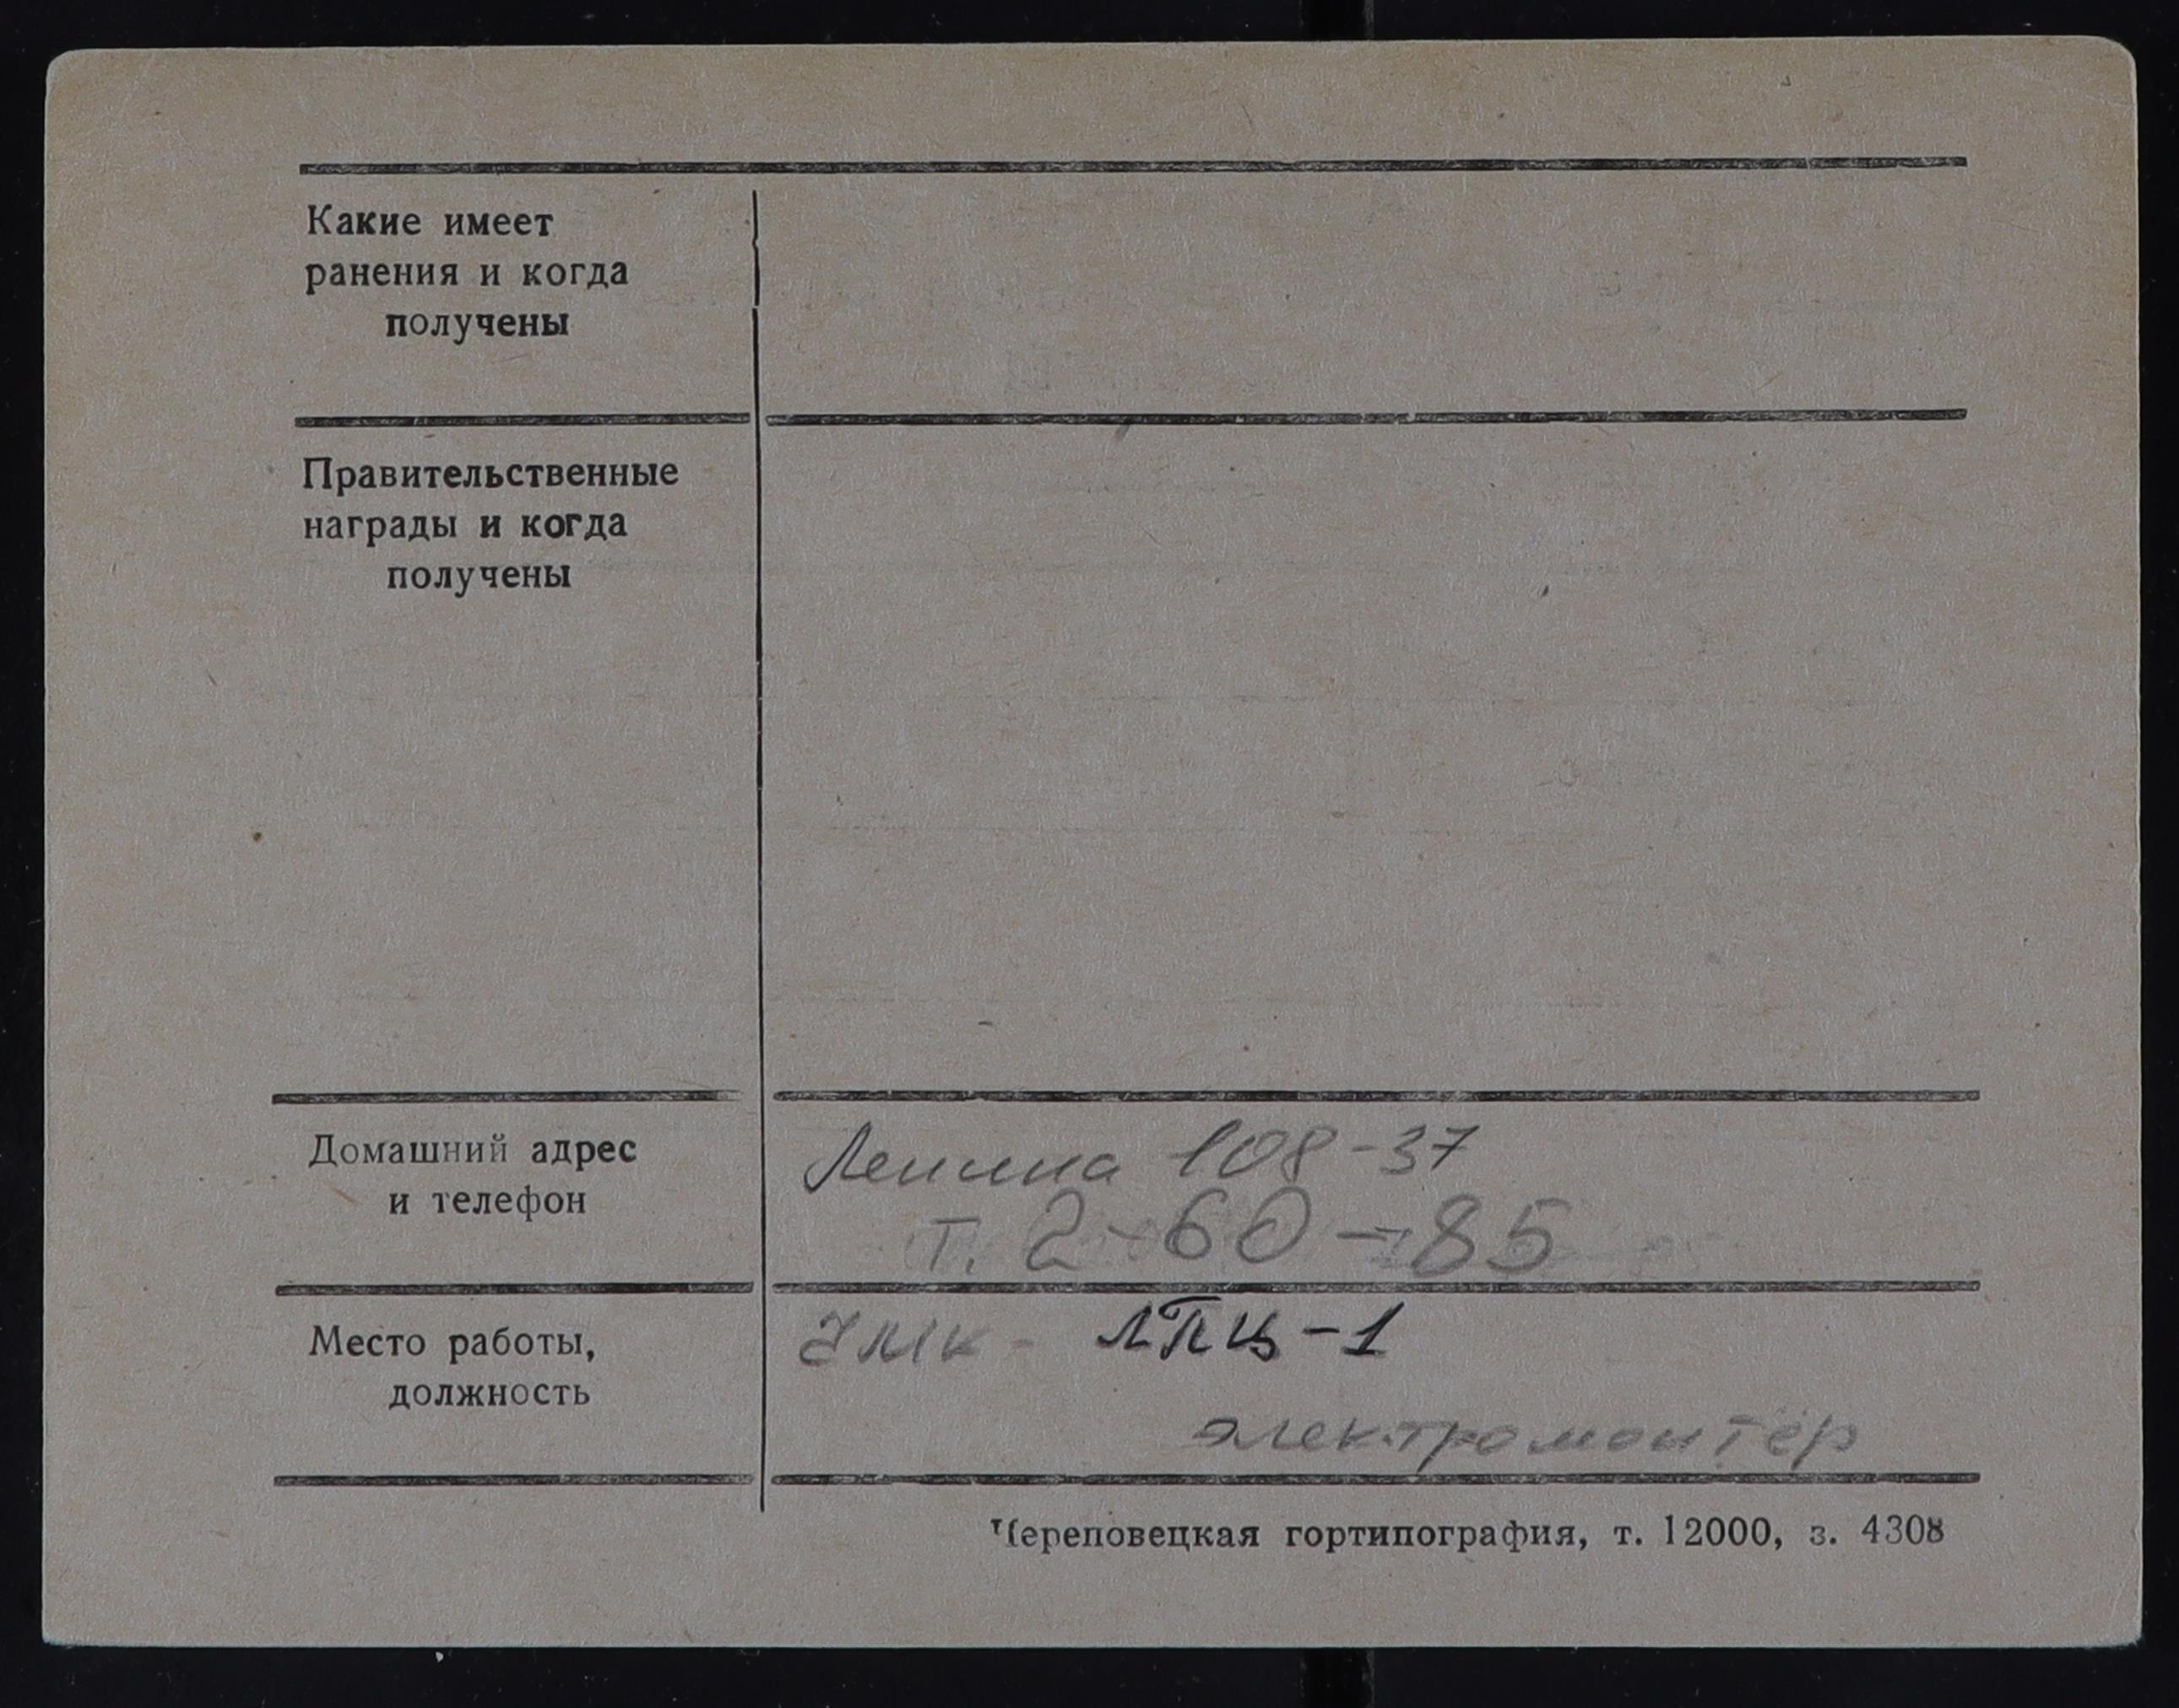 Какие имеет
ранения и когда
получены
Правительственные
награды и когда
получены
Домашний адрес
и телефон
Ленина 108-37
т. 2-60-85
Место работы,
должность
ЧМК - ЛПЦ-1
электромонтёр
Череповецкая гортипография, т. 12000, з. 4308